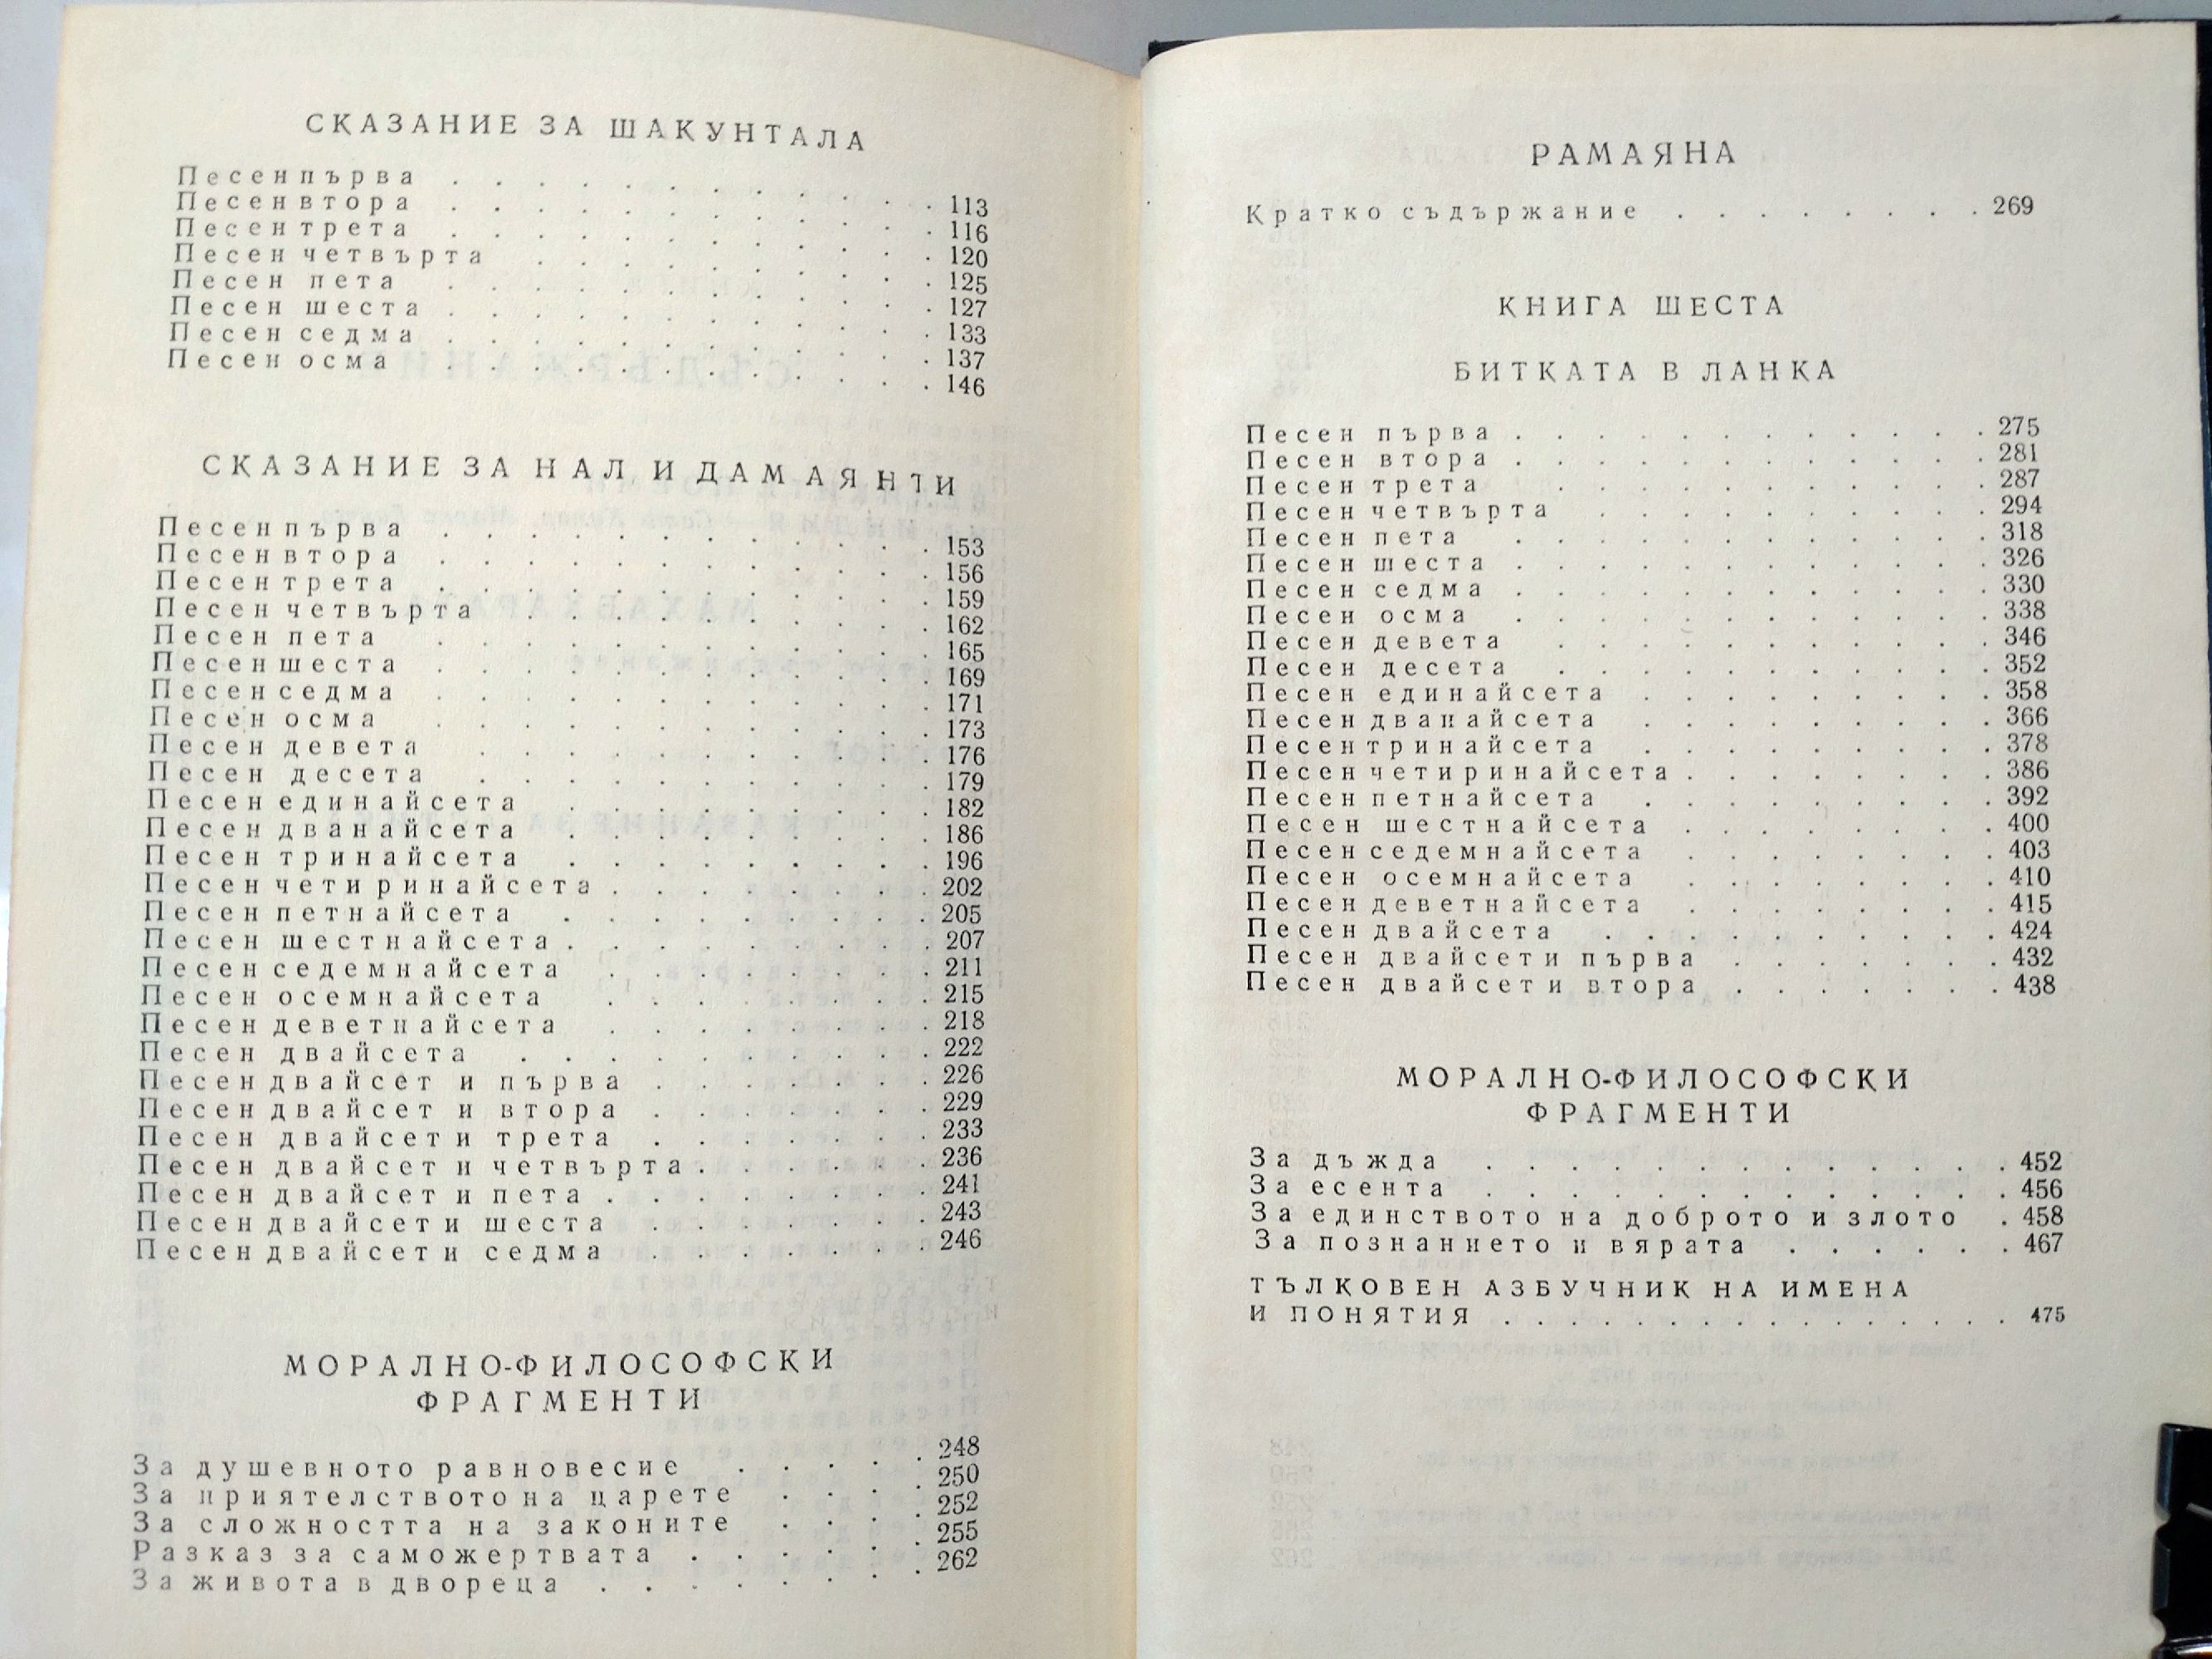 СКАЗАНИЕ ЗА ШАКУНТАЛА
Песен първа . . . . . . . . . . . . 113
Песен втора . . . . . . . . . . . . 116
Песен трета . . . . . . . . . . . . 120
Песен четвърта . . . . . . . . . . 125
Песен пета . . . . . . . . . . . . 127
Песен шеста . . . . . . . . . . . . 133
Песен седма . . . . . . . . . . . . 137
Песен осма . . . . . . . . . . . . 146
СКАЗАНИЕ ЗА НАЛ И ДАМАЯНТИ
Песен първа . . . . . . . . . . . . 153
Песен втора . . . . . . . . . . . . 156
Песен трета . . . . . . . . . . . . 159
Песен четвърта . . . . . . . . . . 162
Песен пета . . . . . . . . . . . . 165
Песен шеста . . . . . . . . . . . . 169
Песен седма . . . . . . . . . . . . 171
Песен осма . . . . . . . . . . . . 173
Песен девета . . . . . . . . . . . 176
Песен десета . . . . . . . . . . . 179
Песен единайсета . . . . . . . . . 182
Песен дванайсета . . . . . . . . . 186
Песен тринайсета . . . . . . . . . 196
Песен четиринайсета . . . . . . . . 202
Песен петнайсета . . . . . . . . . 205
Песен шестнайсета . . . . . . . . . 207
Песен седемнайсета . . . . . . . . 211
Песен осемнайсета . . . . . . . . 215
Песен деветнайсета . . . . . . . . 218
Песен двайсета . . . . . . . . . . 222
Песен двайсет и първа . . . . . . . 226
Песен двайсет и втора . . . . . . . 229
Песен двайсет и трета . . . . . . . 233
Песен двайсет и четвърта . . . . . . 236
Песен двайсет и пета . . . . . . . . 241
Песен двайсет и шеста . . . . . . . 243
Песен двайсет и седма . . . . . . . 246
МОРАЛНО-ФИЛОСОФСКИ
ФРАГМЕНТИ
За душевното равновесие . . . . . 248
За приятелството на царете . . . . 250
За сложността на законите . . . . 252
Разказ за саможертвата . . . . . . 255
За живота в двореца . . . . . . . . 262
РАМАЯНА
Кратко съдържание . . . . . . . . 269
КНИГА ШЕСТА
БИТКАТА В ЛАНКА
Песен първа . . . . . . . . . . . . 275
Песен втора . . . . . . . . . . . . 281
Песен трета . . . . . . . . . . . 287
Песен четвърта . . . . . . . . . . 294
Песен пета . . . . . . . . . . . . 318
Песен шеста . . . . . . . . . . . . 326
Песен седма . . . . . . . . . . . . 330
Песен осма . . . . . . . . . . . . 338
Песен девета . . . . . . . . . . . 346
Песен десета . . . . . . . . . . . 352
Песен единайсета . . . . . . . . . 358
Песен дванайсета . . . . . . . . . 366
Песен тринайсета . . . . . . . . . 378
Песен четиринайсета . . . . . . . . 386
Песен петнайсета . . . . . . . . . 392
Песен шестнайсета . . . . . . . . 400
Песен седемнайсета . . . . . . . . 403
Песен осемнайсета . . . . . . . . 410
Песен деветнайсета . . . . . . . . 415
Песен двайсета . . . . . . . . . . 424
Песен двайсет и първа . . . . . . . 432
Песен двайсет и втора . . . . . . . 438
МОРАЛНО-ФИЛОСОФСКИ
ФРАГМЕНТИ
За дъжда . . . . . . . . . . . . . 452
За есента . . . . . . . . . . . . . 456
За единството на доброто и злото . 458
За познанието и вярата . . . . . . 467
ТЪЛКОВЕН АЗБУЧНИК НА ИМЕНА
И ПОНЯТИЯ . . . . . . . . . . . . . . . . 475